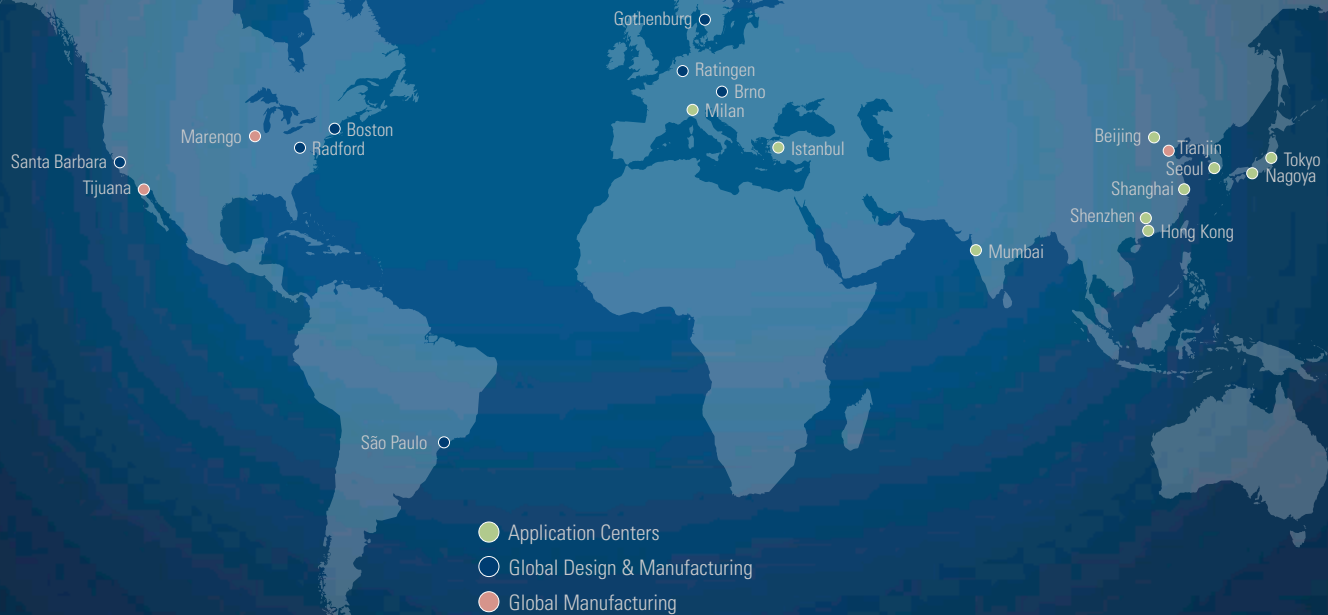 Gothenburg
Ratingen
Brno
Milan
Istanbul
Marengo
Boston
Radford
Santa Barbara
Tijuana
Beijing
Tianjin
Seoul
Tokyo
Nagoya
Shanghai
Shenzhen
Hong Kong
Mumbai
São Paulo
Application Centers
Global Design & Manufacturing
Global Manufacturing